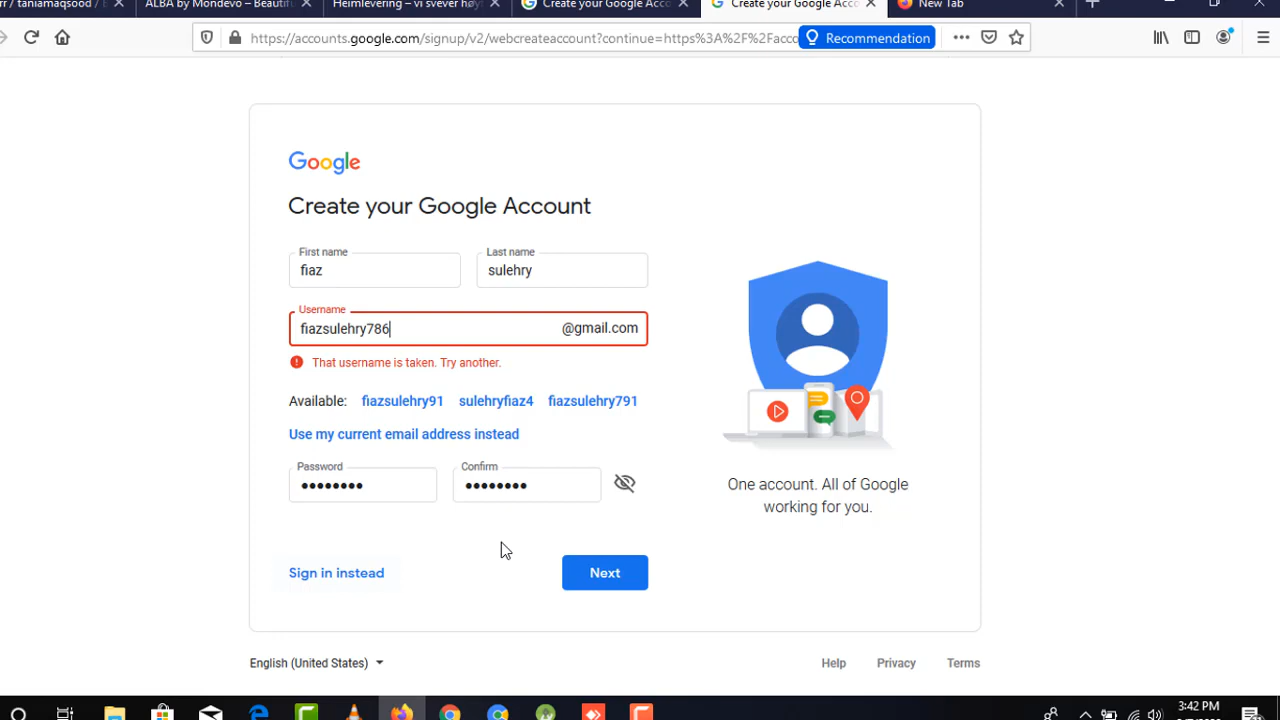 ALBA by Mondevo – Beautif
Heimlevering – vi svever høyt
Create your Google Acco
Create your Google Acco
New Tab
https://accounts.google.com/signup/v2/webcreateaccount?continue=https%3A%2F%2Facco
Recommendation
Google
Create your Google Account
First name
fiaz
Last name
sulehry
Username
fiazsulehry786
@gmail.com
That username is taken. Try another.
Available: fiazsulehry91 sulehryfiaz4 fiazsulehry791
Use my current email address instead
Password
••••••••
Confirm
••••••••
One account. All of Google
working for you.
Sign in instead
Next
English (United States)
Help
Privacy
Terms
3:42 PM